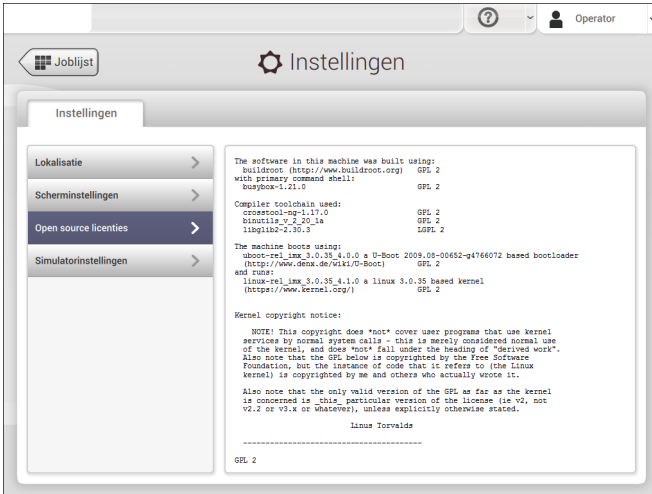 Operator
Joblijst
Instellingen
Instellingen
Lokalisatie
Scherminstellingen
Open source licenties
Simulatorinstellingen
The software in this machine was built using:
buildroot (http://www.buildroot.org) GPL 2
with primary command shell:
busybox-1.21.0 GPL 2
Compiler toolchain used:
crosstool-ng-1.17.0 GPL 2
binutils_v_2_20_1a GPL 2
libglib2-2.30.3 LGPL 2
The machine boots using:
uboot-rel_imx_3.0.35_4.0.0 a U-Boot 2009.08-00652-g4766072 based bootloader
(http://www.denx.de/wiki/U-Boot) GPL 2
and runs:
linux-rel_imx_3.0.35_4.1.0 a linux 3.0.35 based kernel
(https://www.kernel.org/) GPL 2
Kernel copyright notice:
NOTE! This copyright does *not* cover user programs that use kernel
services by normal system calls - this is merely considered normal use
of the kernel, and does *not* fall under the heading of "derived work".
Also note that the GPL below is copyrighted by the Free Software
Foundation, but the instance of code that it refers to (the Linux
kernel) is copyrighted by me and others who actually wrote it.
Also note that the only valid version of the GPL as far as the kernel
is concerned is _this_ particular version of the license (ie v2, not
v2.2 or v3.x or whatever), unless explicitly otherwise stated.
Linus Torvalds
----------------------------------------
GPL 2